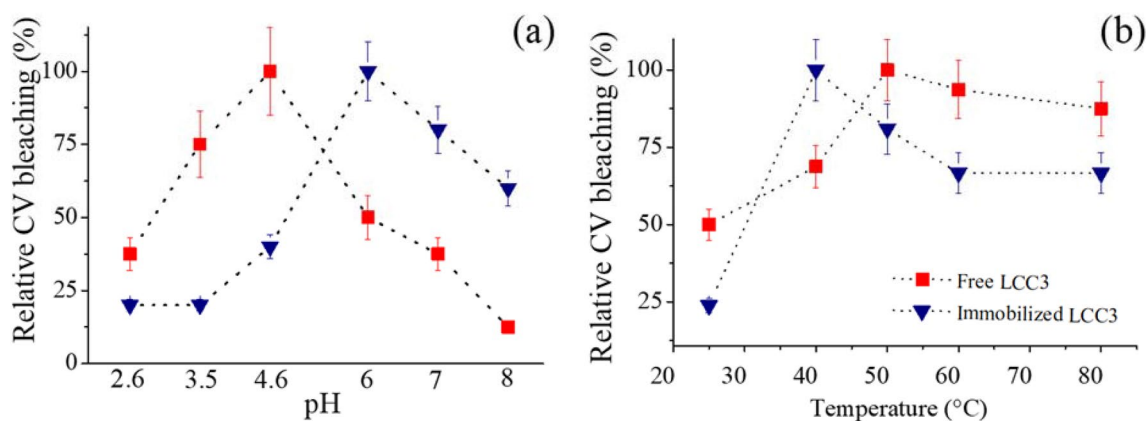 (a)
Relative CV bleaching (%)
100
75
50
25
0
2.6 3.5 4.6 6 7 8
pH
(b)
Relative CV bleaching (%)
100
75
50
25
Free LCC3
Immobilized LCC3
20 30 40 50 60 70 80
Temperature (°C)